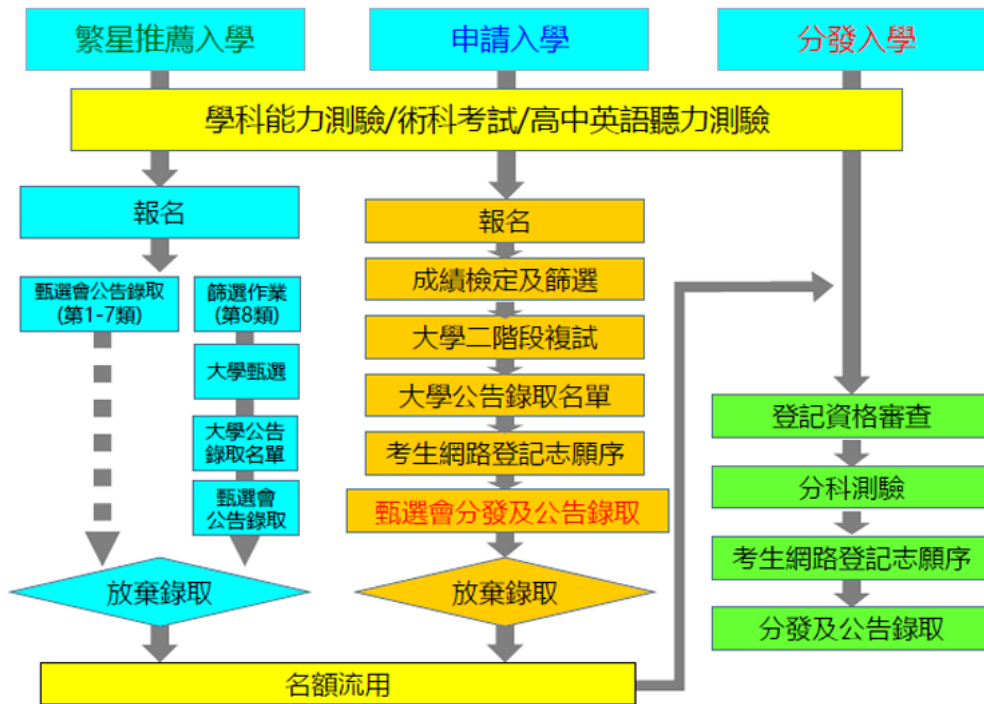 繁星推薦入學
申請入學
分發入學
學科能力測驗/術科考試/高中英語聽力測驗
報名
甄選會公告錄取
(第1-7類)
篩選作業
(第8類)
大學甄選
大學公告
錄取名單
甄選會
公告錄取
放棄錄取
報名
成績檢定及篩選
大學二階段複試
大學公告錄取名單
考生網路登記志願序
甄選會分發及公告錄取
放棄錄取
名額流用
登記資格審查
分科測驗
考生網路登記志願序
分發及公告錄取